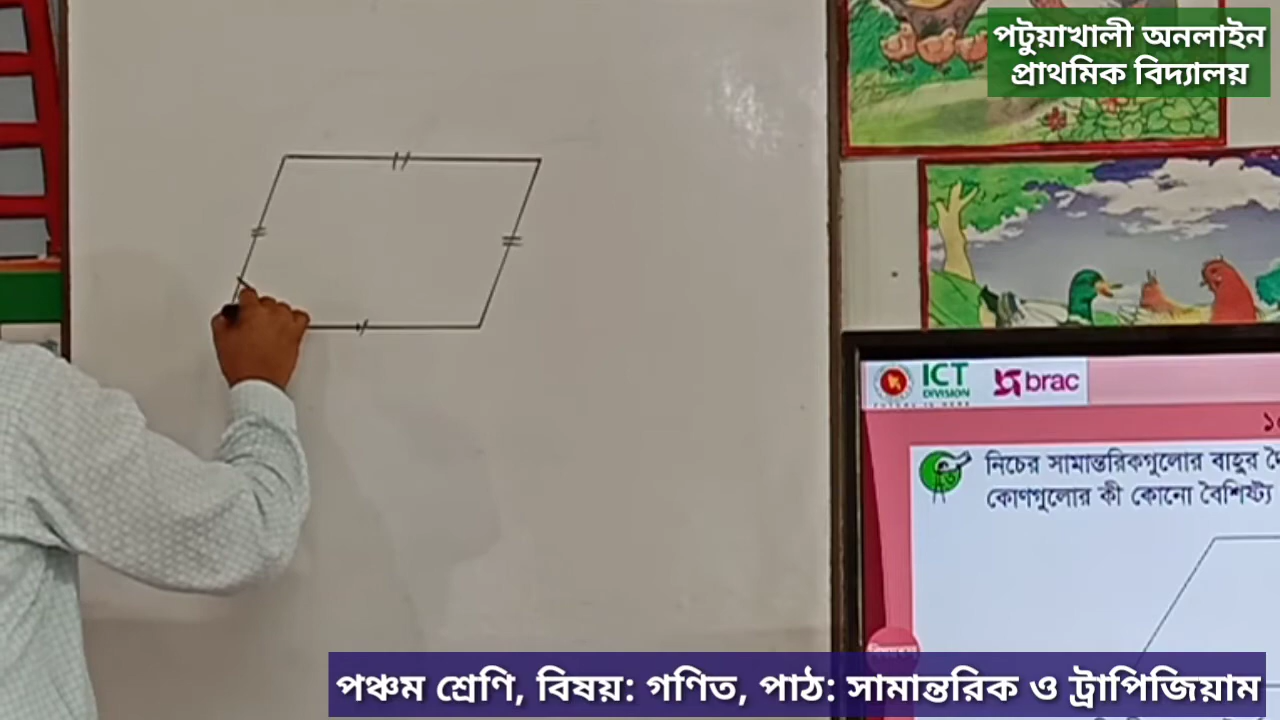 পটুয়াখালী অনলাইন
প্রাথমিক বিদ্যালয়
ICT
DIVISION
brac
নিচের সামান্তরিকগুলোর বাহুর
কোণগুলোর কী কোনো বৈশিষ্ট্য
পঞ্চম শ্রেণি, বিষয়: গণিত, পাঠ: সামান্তরিক ও ট্রাপিজিয়াম